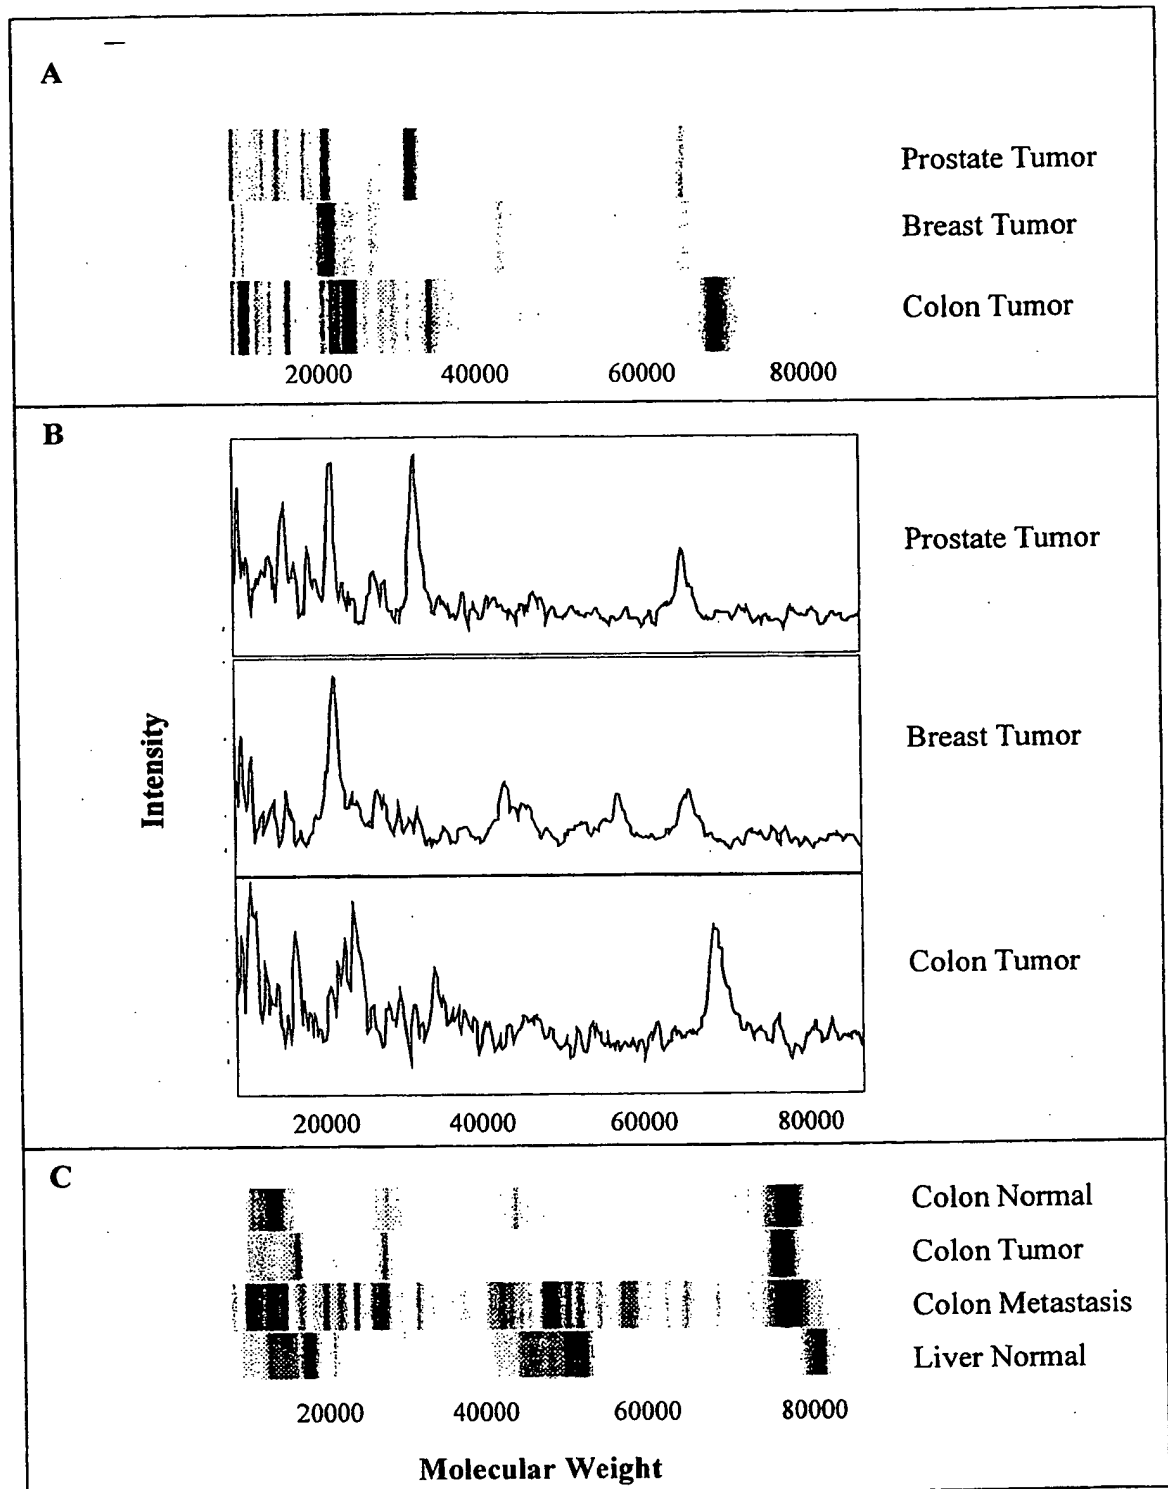 A
Prostate Tumor
Breast Tumor
Colon Tumor
20000 40000 60000 80000
B
Prostate Tumor
Breast Tumor
Intensity
Colon Tumor
20000 40000 60000 80000
C
Colon Normal
Colon Tumor
Colon Metastasis
Liver Normal
20000 40000 60000 80000
Molecular Weight